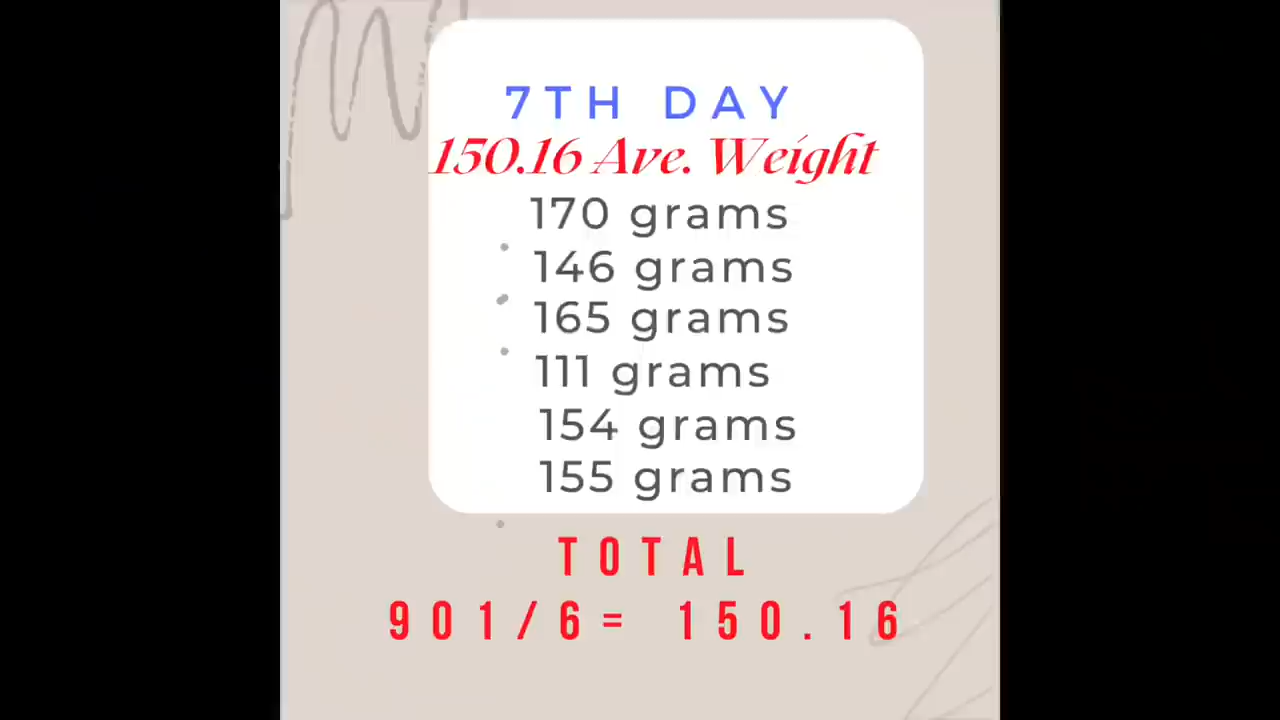 7TH DAY
150.16 Ave. Weight
170 grams
146 grams
165 grams
111 grams
154 grams
155 grams
TOTAL
901/6= 150.16